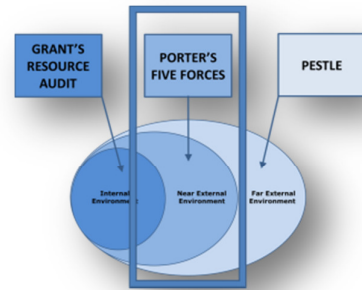 GRANT'S
RESOURCE
AUDIT
PORTER'S
FIVE FORCES
PESTLE
Internal
Environment
Near External
Environment
Far External
Environment